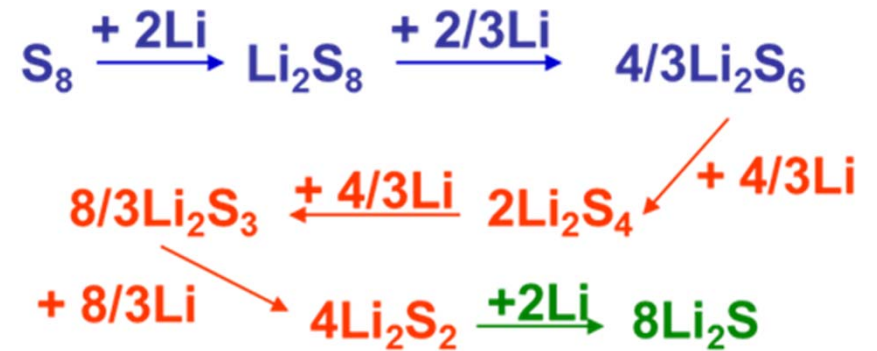 S₈ + 2Li Li₂S₈ + 2/3Li 4/3Li₂S₆
+ 4/3Li
8/3Li₂S₃ + 4/3Li 2Li₂S₄
+ 8/3Li 4Li₂S₂ +2Li 8Li₂S